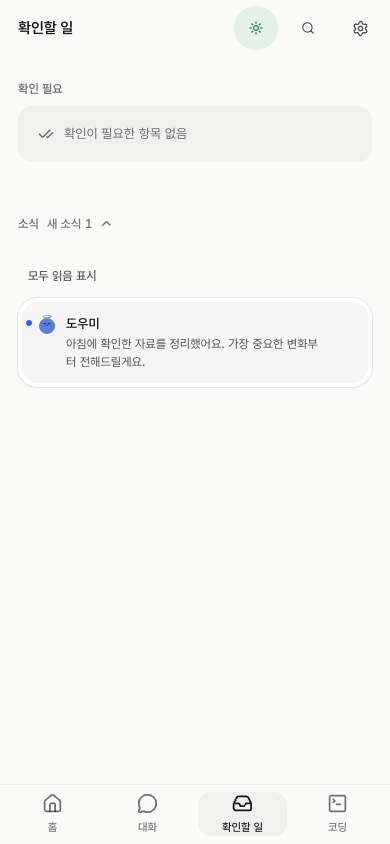 확인할 일
확인 필요
확인이 필요한 항목 없음
소식 새 소식 1
모두 읽음 표시
도우미
아침에 확인한 자료를 정리했어요. 가장 중요한 변화부
터 전해드릴게요.
홈
대화
확인할 일
코딩